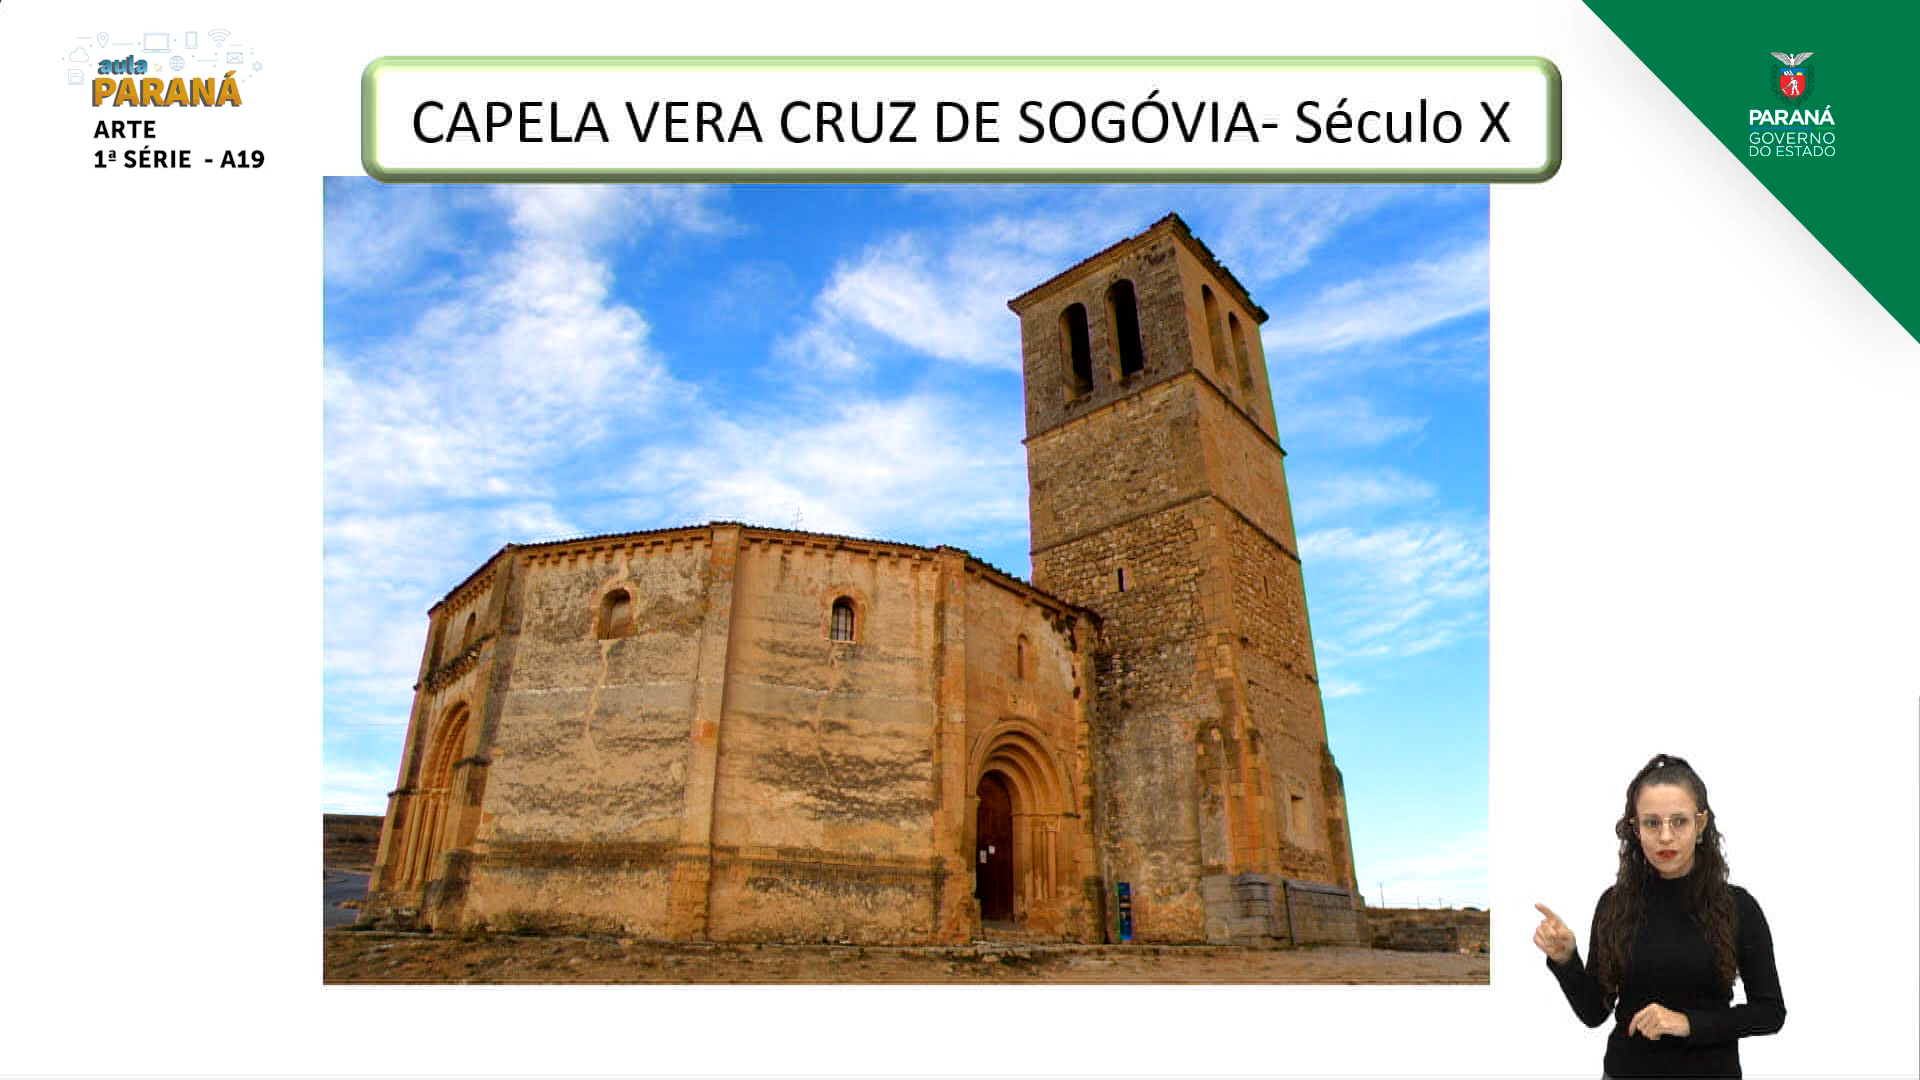 aula
PARANÁ
ARTE
1ª SÉRIE - A19
CAPELA VERA CRUZ DE SOGÓVIA- Século X
PARANÁ
GOVERNO
DO ESTADO